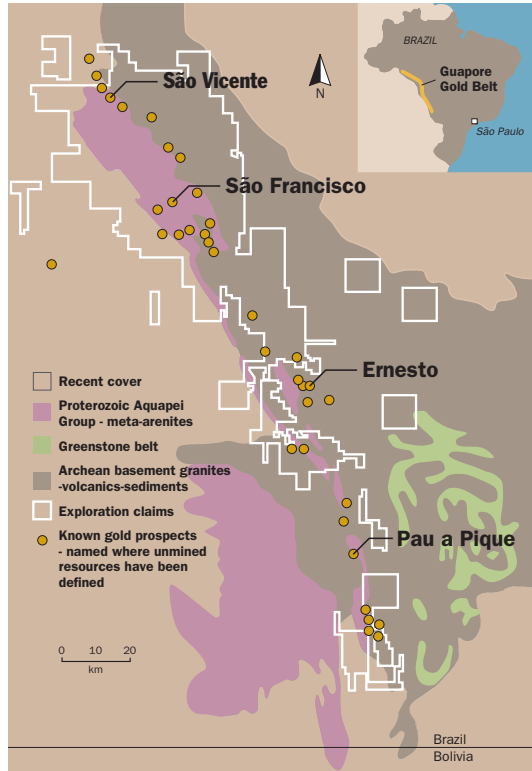 BRAZIL
Guapore
Gold Belt
São Paulo
N
São Vicente
São Francisco
Ernesto
Pau a Pique
Recent cover
Proterozoic Aquapei
Group - meta-arenites
Greenstone belt
Archean basement granites
-volcanics-sediments
Exploration claims
Known gold prospects
- named where unmined
resources have been
defined
0 10 20
km
Brazil
Bolivia